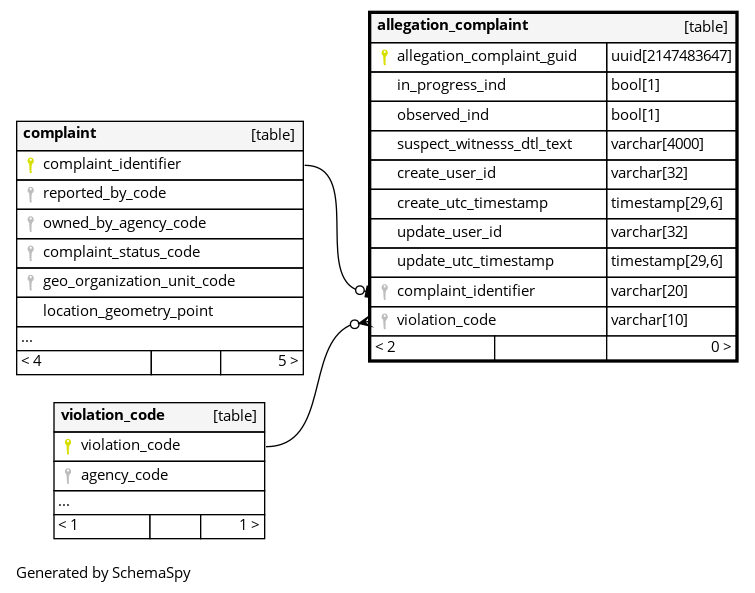 allegation_complaint [table]
allegation_complaint_guid uuid[2147483647]
in_progress_ind bool[1]
observed_ind bool[1]
suspect_witnesss_dtl_text varchar[4000]
create_user_id varchar[32]
create_utc_timestamp timestamp[29,6]
update_user_id varchar[32]
update_utc_timestamp timestamp[29,6]
complaint_identifier varchar[20]
violation_code varchar[10]
< 2 0 >
complaint [table]
complaint_identifier
reported_by_code
owned_by_agency_code
complaint_status_code
geo_organization_unit_code
location_geometry_point
...
< 4 5 >
violation_code [table]
violation_code
agency_code
...
< 1 1 >
Generated by SchemaSpy